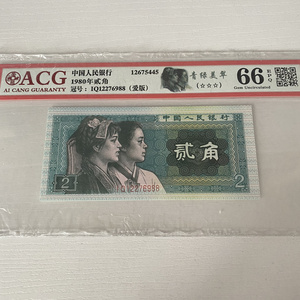 ACG
AI CANG GUARANTY
中国人民银行
1980年贰角
冠号：1Q12276988（爱版）
12675445
青绿美翠
(☆☆☆)
66 EPQ
Gem Uncirculated
中国人民银行
贰角
2
2